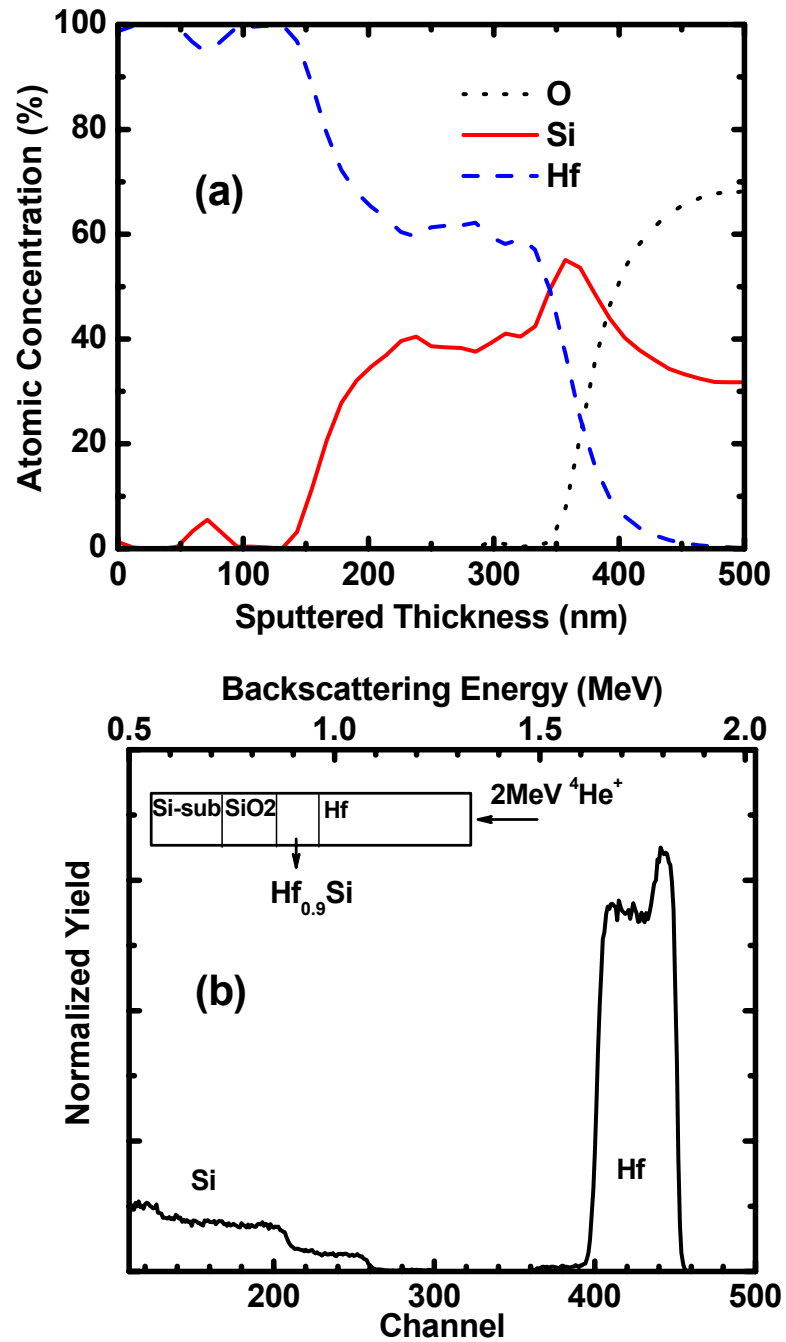 100
80
60
40
20
0
Atomic Concentration (%)
(a)
O
Si
Hf
0 100 200 300 400 500
Sputtered Thickness (nm)
Backscattering Energy (MeV)
0.5 1.0 1.5 2.0
Si-sub SiO2 Hf
2MeV ⁴He⁺
Hf₀.₉Si
Normalized Yield
(b)
Si
Hf
200 300 400 500
Channel